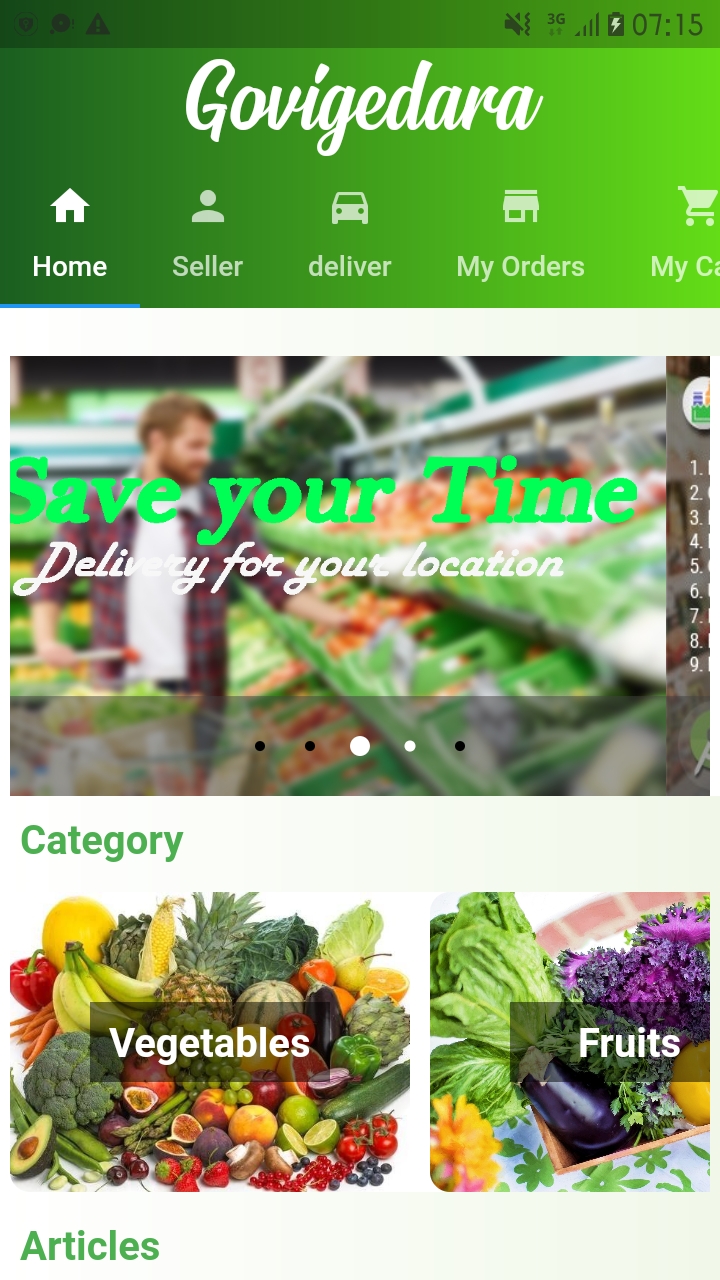 3G 07:15
Govigedara
Home Seller deliver My Orders My Ca
Save your Time
Delivery for your location
1.
2.
3.
4.
5.
6.
7.
8.
9.
Category
Vegetables Fruits
Articles